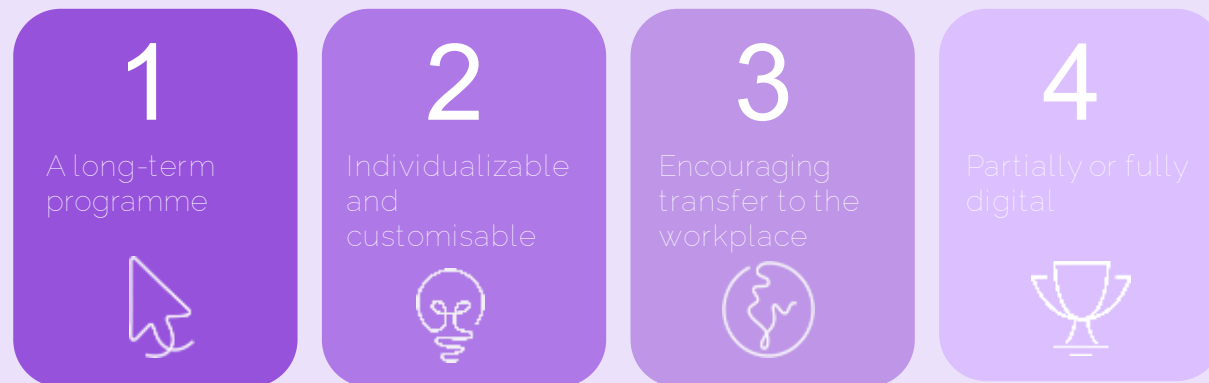 1
A long-term
programme
2
Individualizable
and
customisable
3
Encouraging
transfer to the
workplace
4
Partially or fully
digital